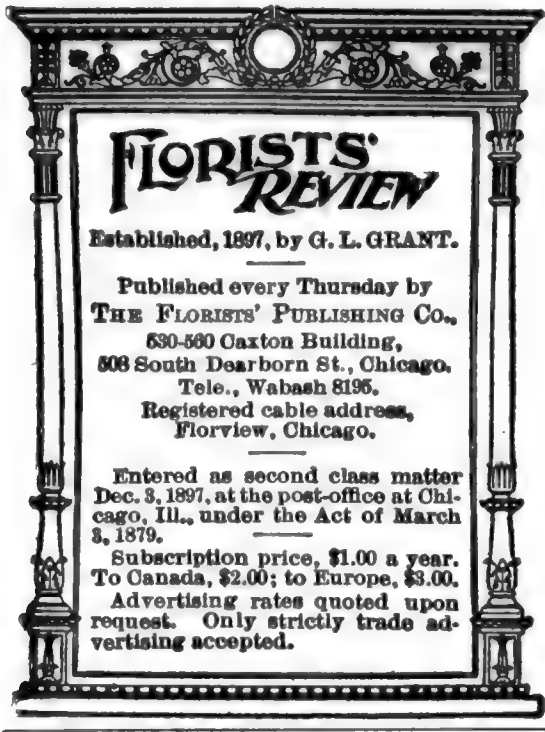 FLORISTS'
REVIEW
Established, 1897, by G. L. GRANT.
Published every Thursday by
THE FLORISTS' PUBLISHING CO.,
530-560 Caxton Building,
508 South Dearborn St., Chicago.
Tele., Wabash 8195.
Registered cable address,
Florview, Chicago.
Entered as second class matter
Dec. 3, 1897, at the post-office at Chi-
cago, Ill., under the Act of March
3, 1879.
Subscription price, $1.00 a year.
To Canada, $2.00; to Europe, $3.00.
Advertising rates quoted upon
request. Only strictly trade ad-
vertising accepted.